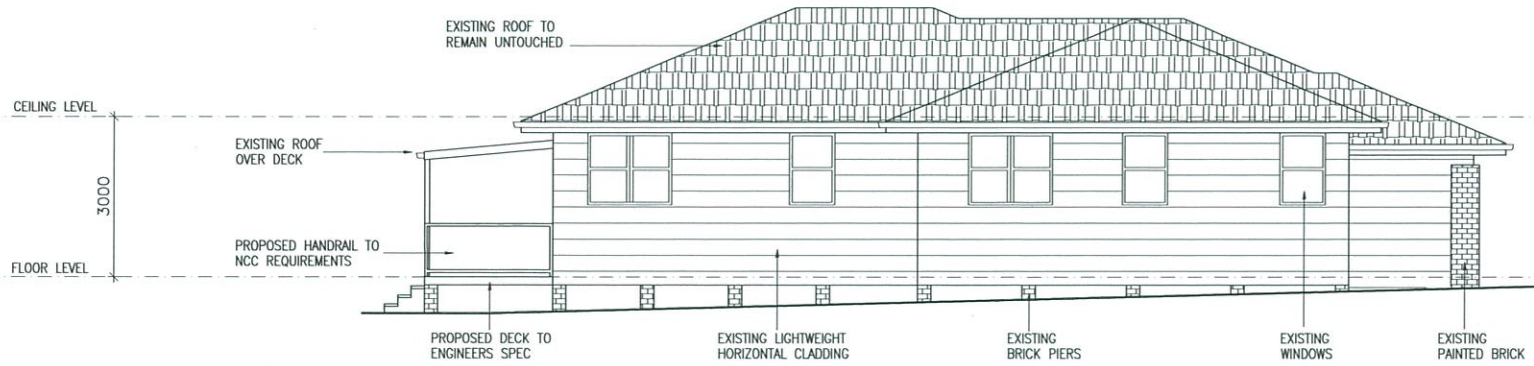 EXISTING ROOF TO
REMAIN UNTOUCHED
CEILING LEVEL
EXISTING ROOF
OVER DECK
3000
PROPOSED HANDRAIL TO
NCC REQUIREMENTS
FLOOR LEVEL
PROPOSED DECK TO
ENGINEERS SPEC
EXISTING LIGHTWEIGHT
HORIZONTAL CLADDING
EXISTING
BRICK PIERS
EXISTING
WINDOWS
EXISTING
PAINTED BRICK